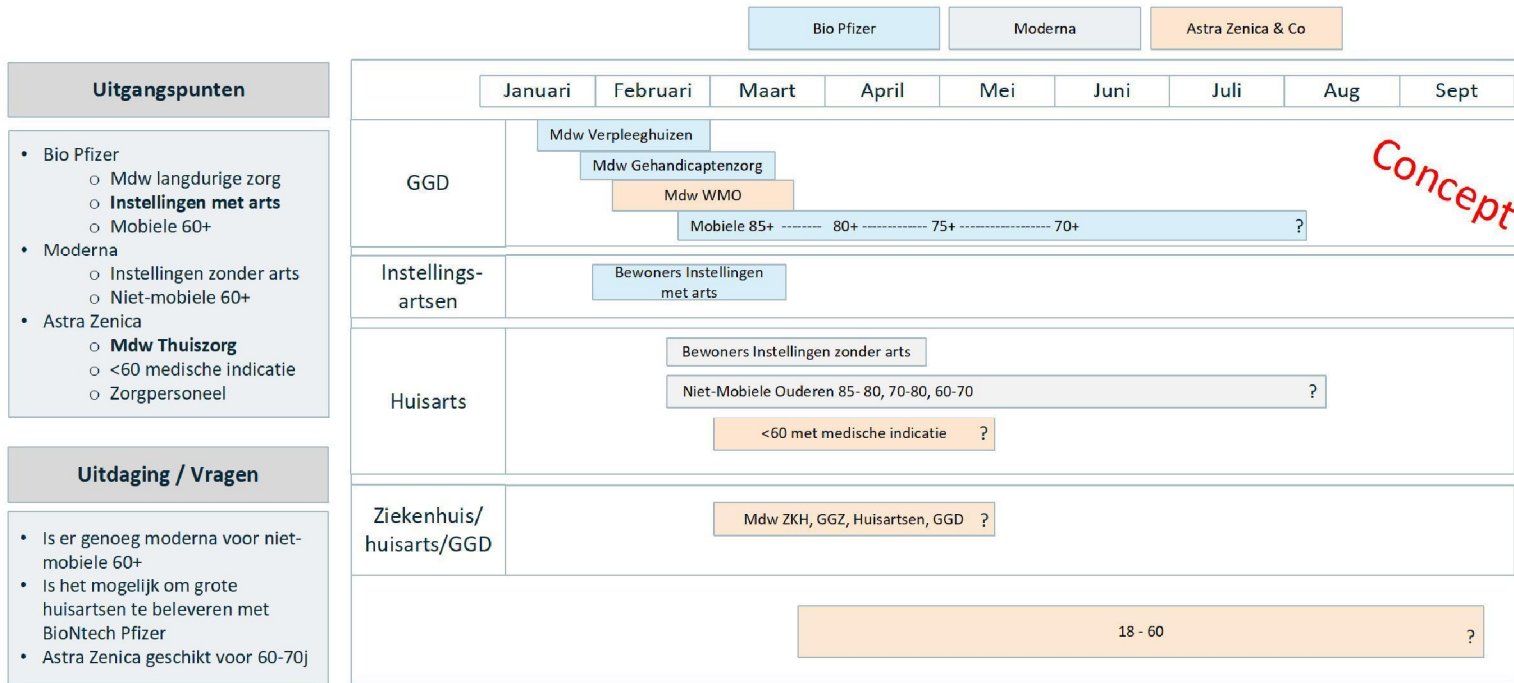 Bio Pfizer
Moderna
Astra Zenica & Co
Uitgangspunten
• Bio Pfizer
o Mdw langdurige zorg
o Instellingen met arts
o Mobiele 60+
• Moderna
o Instellingen zonder arts
o Niet-mobiele 60+
• Astra Zenica
o Mdw Thuiszorg
o <60 medische indicatie
o Zorgpersoneel
Uitdaging / Vragen
• Is er genoeg moderna voor niet-
mobiele 60+
• Is het mogelijk om grote
huisartsen te beleveren met
BioNtech Pfizer
• Astra Zenica geschikt voor 60-70j
Januari Februari Maart April Mei Juni Juli Aug Sept
GGD
Mdw Verpleeghuizen
Mdw Gehandicaptenzorg
Mdw WMO
Mobiele 85+ -------- 80+ ------------- 75+ ------------------ 70+ ?
Concept
Instellings-
artsen
Bewoners Instellingen
met arts
Huisarts
Bewoners Instellingen zonder arts
Niet-Mobiele Ouderen 85- 80, 70-80, 60-70 ?
<60 met medische indicatie ?
Ziekenhuis/
huisarts/GGD
Mdw ZKH, GGZ, Huisartsen, GGD ?
18 - 60 ?